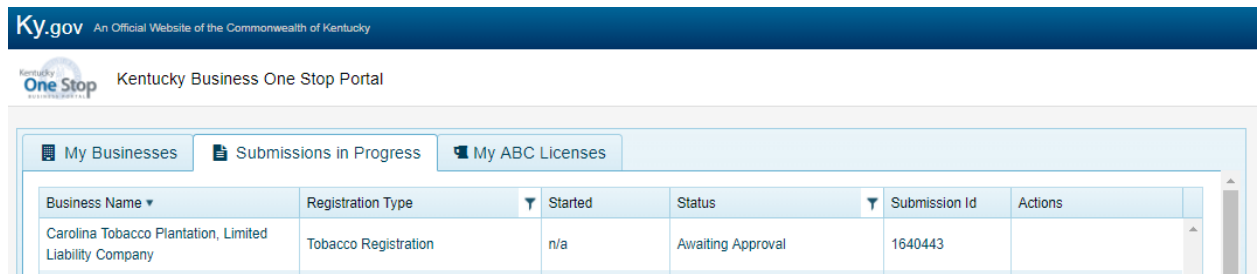 Ky.gov An Official Website of the Commonwealth of Kentucky
Kentucky
One Stop
BUSINESS PORTAL
Kentucky Business One Stop Portal
My Businesses
Submissions in Progress
My ABC Licenses
Business Name ▾ Registration Type Started Status Submission Id Actions
Carolina Tobacco Plantation, Limited
Liability Company
Tobacco Registration n/a Awaiting Approval 1640443